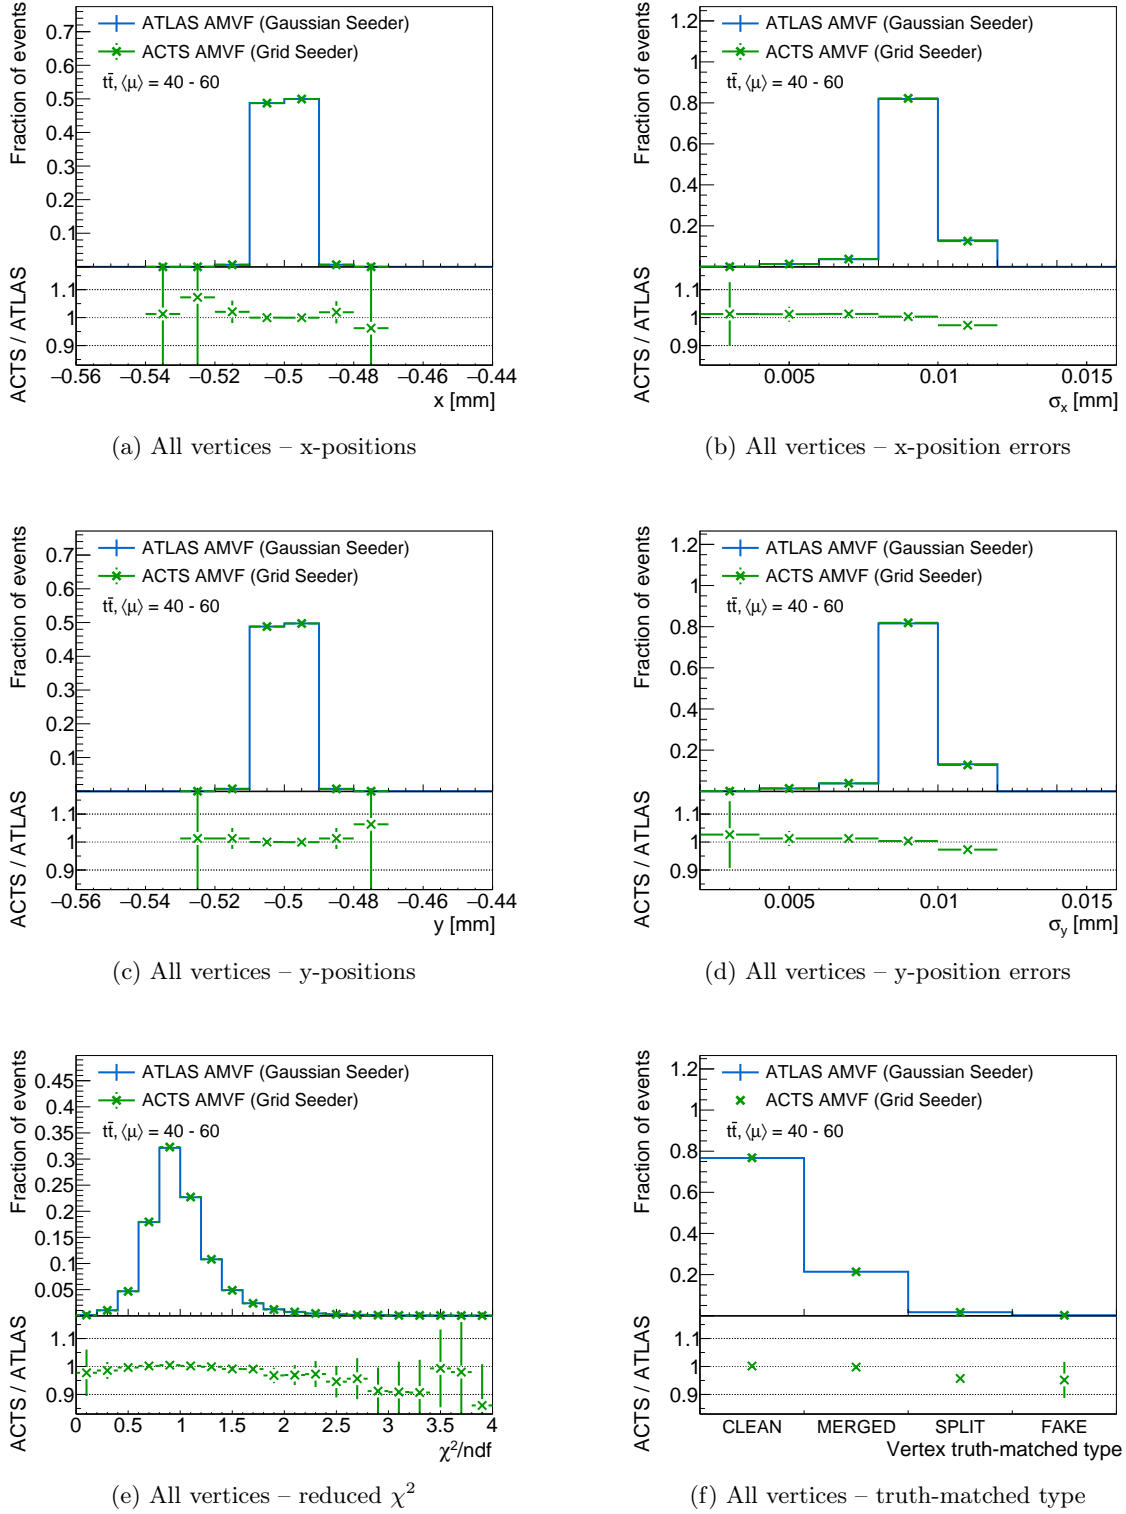 Fraction of events
0.7
0.6
0.5
0.4
0.3
0.2
0.1
ATLAS AMVF (Gaussian Seeder)
ACTS AMVF (Grid Seeder)
tt̄, ⟨μ⟩ = 40 - 60
ACTS / ATLAS
1.1
1
0.9
−0.56 −0.54 −0.52 −0.5 −0.48 −0.46 −0.44
x [mm]
(a) All vertices – x-positions
Fraction of events
1.2
1
0.8
0.6
0.4
0.2
ATLAS AMVF (Gaussian Seeder)
ACTS AMVF (Grid Seeder)
tt̄, ⟨μ⟩ = 40 - 60
ACTS / ATLAS
1.1
1
0.9
0.005 0.01 0.015
σx [mm]
(b) All vertices – x-position errors
Fraction of events
0.7
0.6
0.5
0.4
0.3
0.2
0.1
ATLAS AMVF (Gaussian Seeder)
ACTS AMVF (Grid Seeder)
tt̄, ⟨μ⟩ = 40 - 60
ACTS / ATLAS
1.1
1
0.9
−0.56 −0.54 −0.52 −0.5 −0.48 −0.46 −0.44
y [mm]
(c) All vertices – y-positions
Fraction of events
1.2
1
0.8
0.6
0.4
0.2
ATLAS AMVF (Gaussian Seeder)
ACTS AMVF (Grid Seeder)
tt̄, ⟨μ⟩ = 40 - 60
ACTS / ATLAS
1.1
1
0.9
0.005 0.01 0.015
σy [mm]
(d) All vertices – y-position errors
Fraction of events
0.45
0.4
0.35
0.3
0.25
0.2
0.15
0.1
0.05
ATLAS AMVF (Gaussian Seeder)
ACTS AMVF (Grid Seeder)
tt̄, ⟨μ⟩ = 40 - 60
ACTS / ATLAS
1.1
1
0.9
0 0.5 1 1.5 2 2.5 3 3.5 4
χ²/ndf
(e) All vertices – reduced χ²
Fraction of events
1.2
1
0.8
0.6
0.4
0.2
ATLAS AMVF (Gaussian Seeder)
ACTS AMVF (Grid Seeder)
tt̄, ⟨μ⟩ = 40 - 60
ACTS / ATLAS
1.1
1
0.9
CLEAN MERGED SPLIT FAKE
Vertex truth-matched type
(f) All vertices – truth-matched type